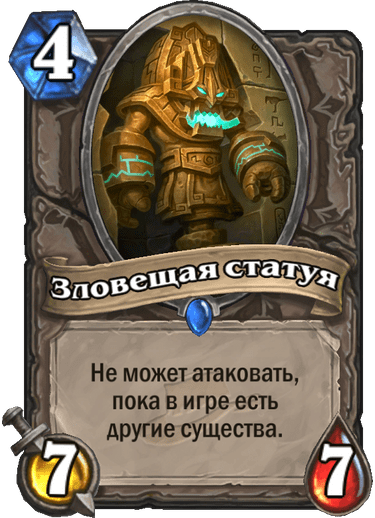 4
Зловещая статуя
Не может атаковать,
пока в игре есть
другие существа.
7
7